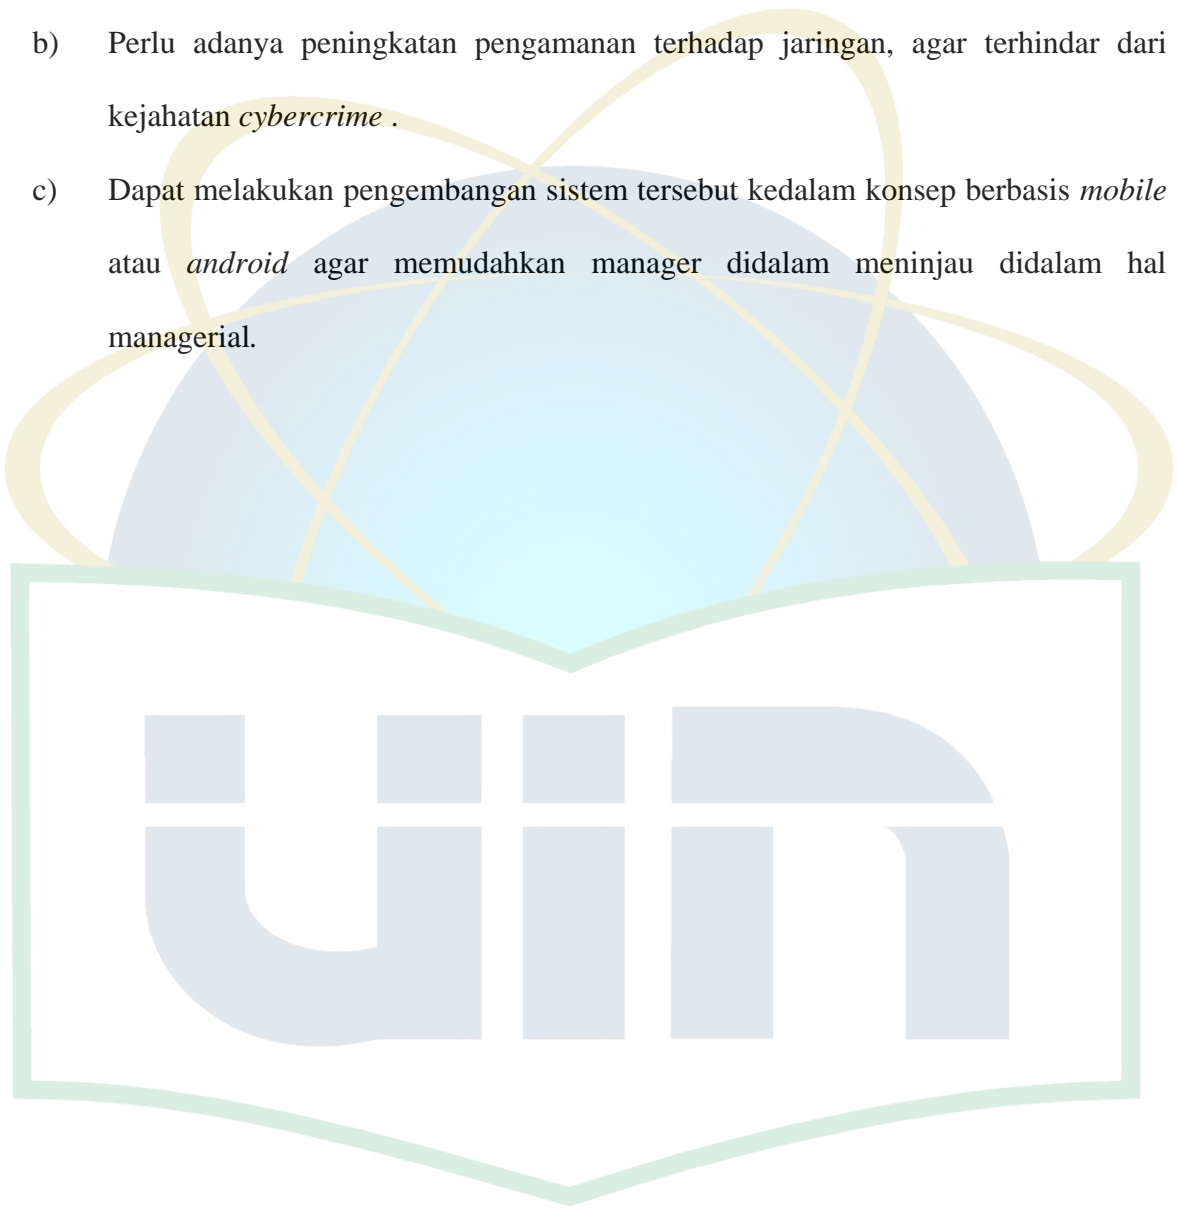 b) Perlu adanya peningkatan pengamanan terhadap jaringan, agar terhindar dari
kejahatan cybercrime .
c) Dapat melakukan pengembangan sistem tersebut kedalam konsep berbasis mobile
atau android agar memudahkan manager didalam meninjau didalam hal
managerial.
uin